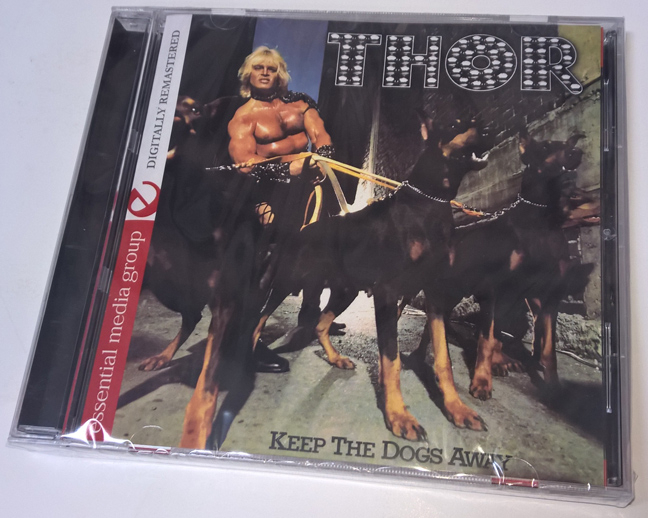 THOR
DIGITALLY REMASTERED
e
essential media group
KEEP THE DOGS AWAY